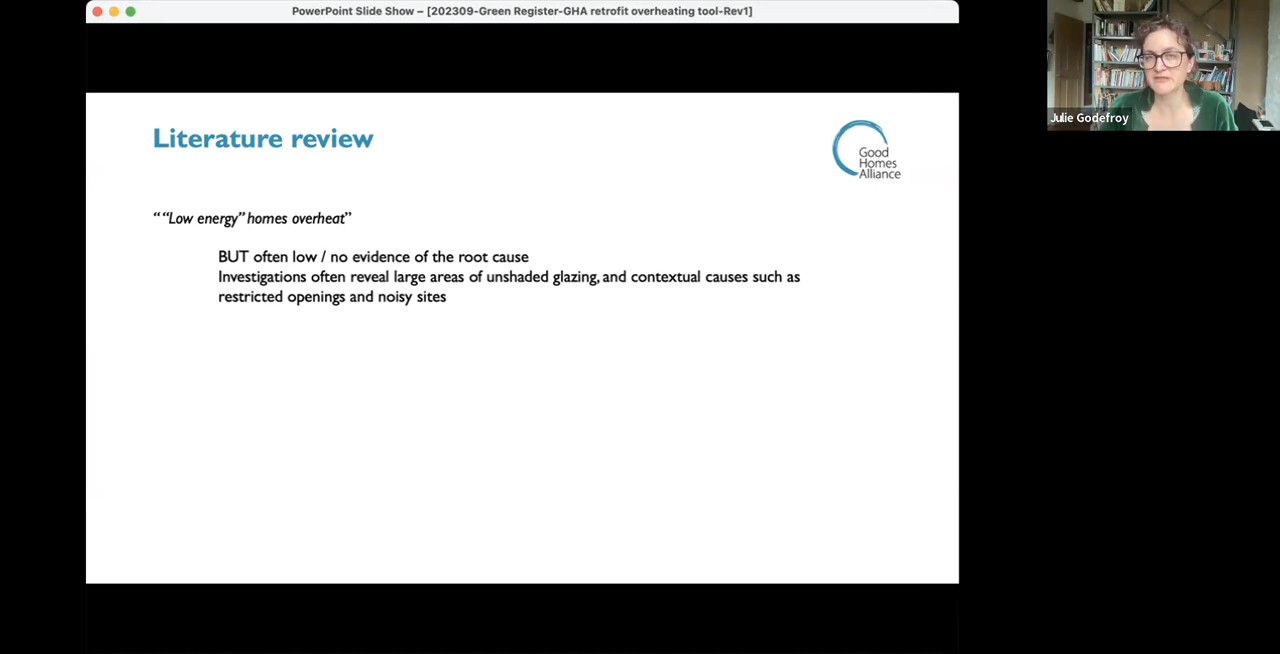 PowerPoint Slide Show – [202309-Green Register-GHA retrofit overheating tool-Rev1]
Julie Godefroy
Literature review
Good
Homes
Alliance
““Low energy” homes overheat”
BUT often low / no evidence of the root cause
Investigations often reveal large areas of unshaded glazing, and contextual causes such as
restricted openings and noisy sites